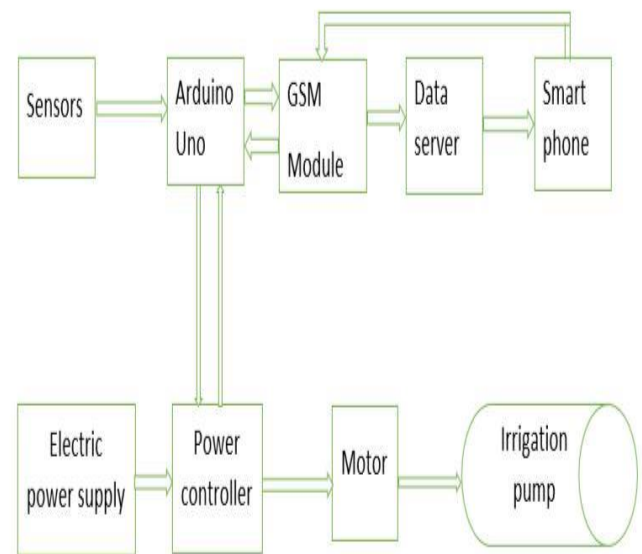 Sensors
Arduino
Uno
GSM
Module
Data
server
Smart
phone
Electric
power supply
Power
controller
Motor
Irrigation
pump